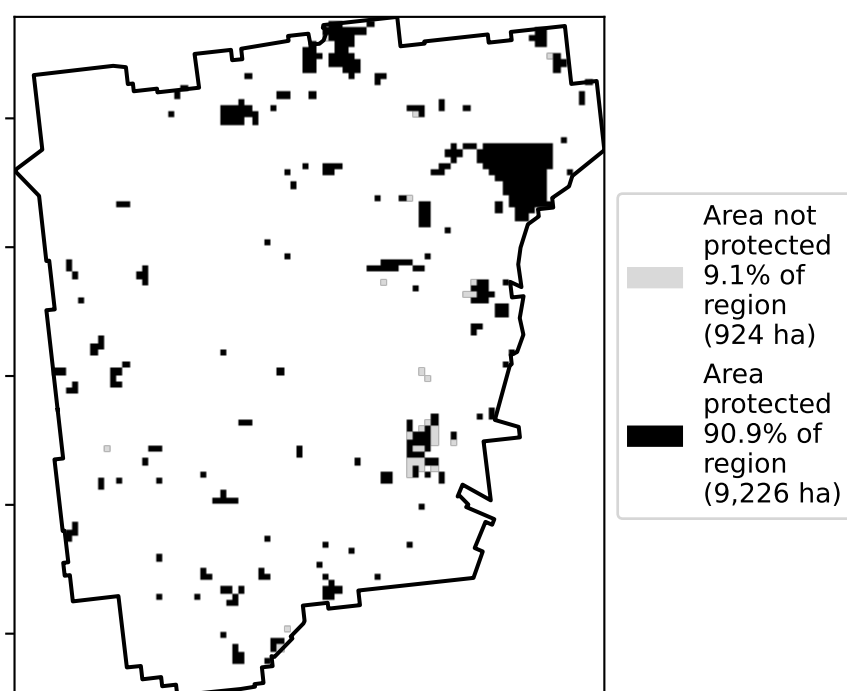 Area not
protected
9.1% of
region
(924 ha)
Area
protected
90.9% of
region
(9,226 ha)